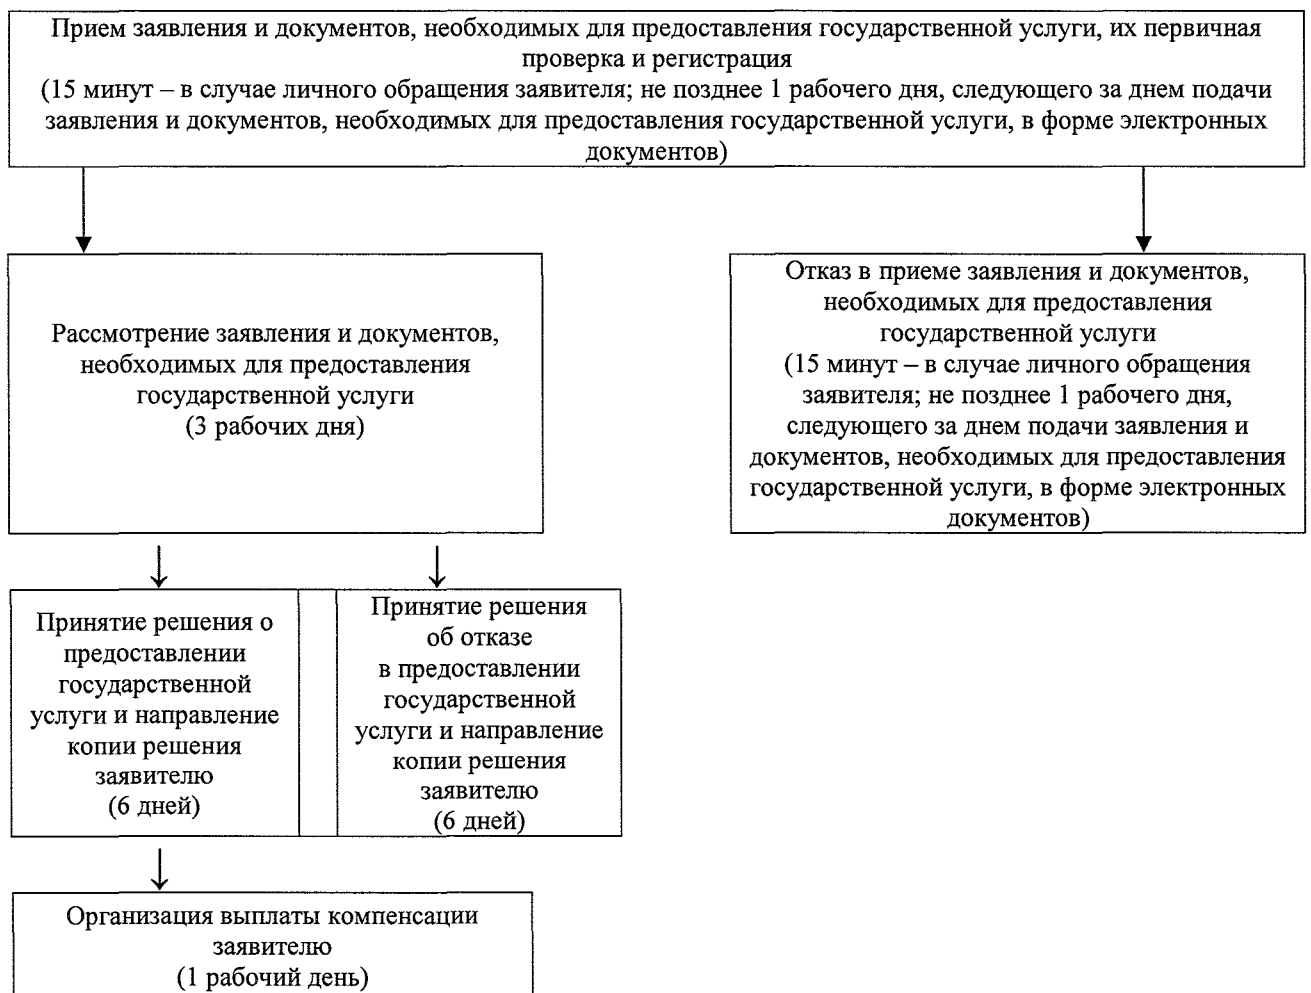 Прием заявления и документов, необходимых для предоставления государственной услуги, их первичная
проверка и регистрация
(15 минут – в случае личного обращения заявителя; не позднее 1 рабочего дня, следующего за днем подачи
заявления и документов, необходимых для предоставления государственной услуги, в форме электронных
документов)
Рассмотрение заявления и документов,
необходимых для предоставления
государственной услуги
(3 рабочих дня)
Отказ в приеме заявления и документов,
необходимых для предоставления
государственной услуги
(15 минут – в случае личного обращения
заявителя; не позднее 1 рабочего дня,
следующего за днем подачи заявления и
документов, необходимых для предоставления
государственной услуги, в форме электронных
документов)
Принятие решения о
предоставлении
государственной
услуги и направление
копии решения
заявителю
(6 дней)
Принятие решения
об отказе
в предоставлении
государственной
услуги и направление
копии решения
заявителю
(6 дней)
Организация выплаты компенсации
заявителю
(1 рабочий день)